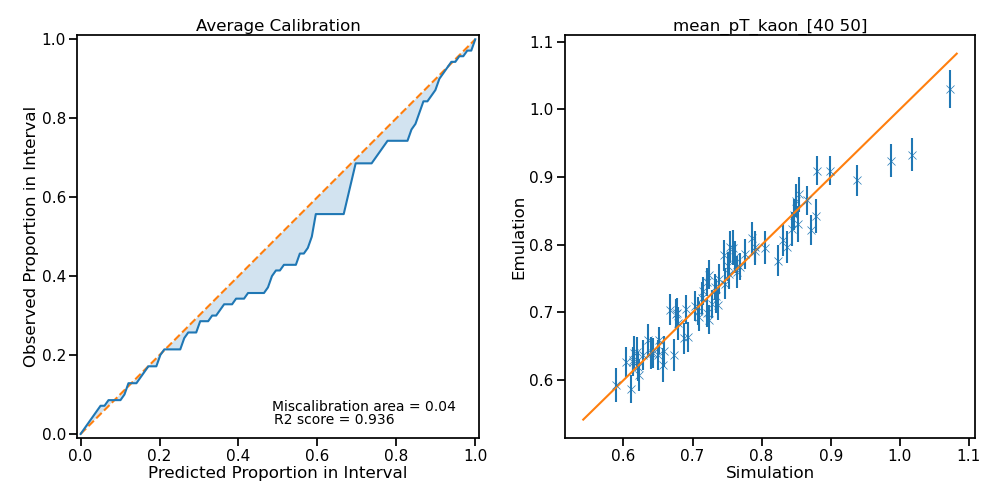 Average Calibration
1.0
0.8
0.6
0.4
0.2
0.0
Observed Proportion in Interval
Miscalibration area = 0.04
R2 score = 0.936
0.0 0.2 0.4 0.6 0.8 1.0
Predicted Proportion in Interval
mean_pT_kaon_[40 50]
1.1
1.0
0.9
0.8
0.7
0.6
Emulation
0.6 0.7 0.8 0.9 1.0 1.1
Simulation